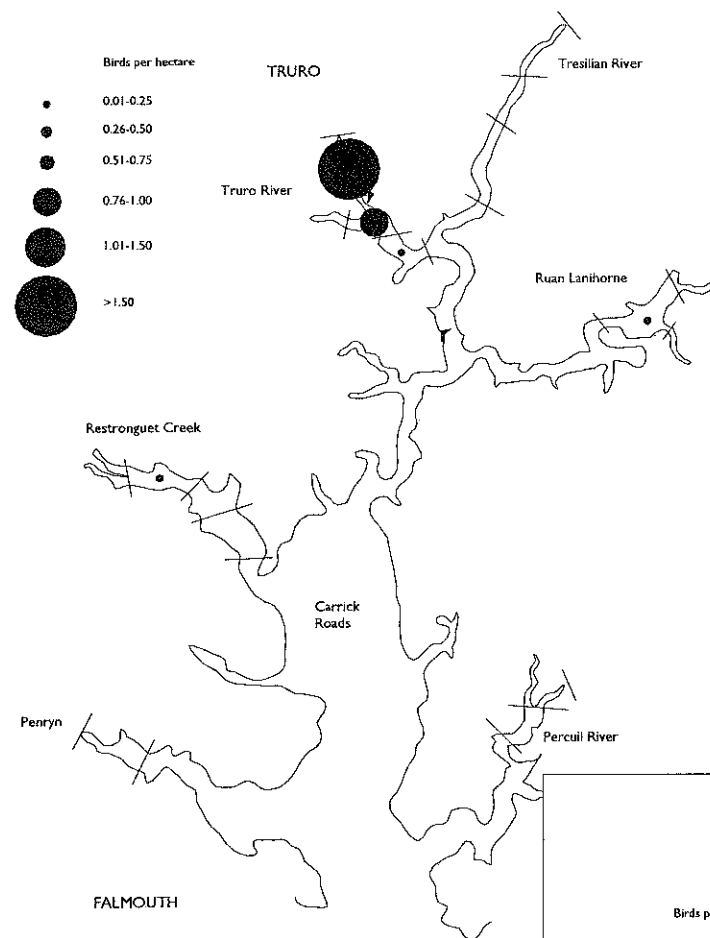 Birds per hectare
0.01-0.25
0.26-0.50
0.51-0.75
0.76-1.00
1.01-1.50
>1.50
TRURO
Tresilian River
Truro River
Ruan Lanihorne
Restronguet Creek
Carrick
Roads
Penryn
Percuil River
FALMOUTH
Birds p